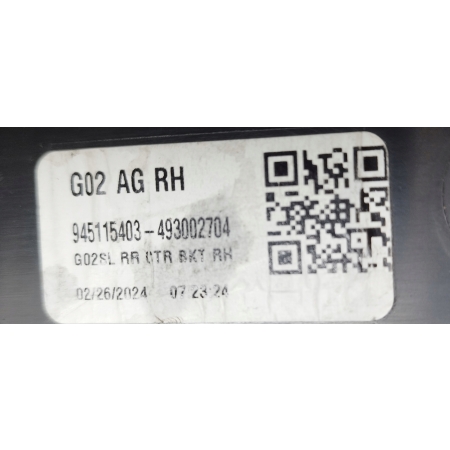 G02 AG RH
945115403-493002704
G02SL RR CTR BKT RH
02/26/2024 07:23:24